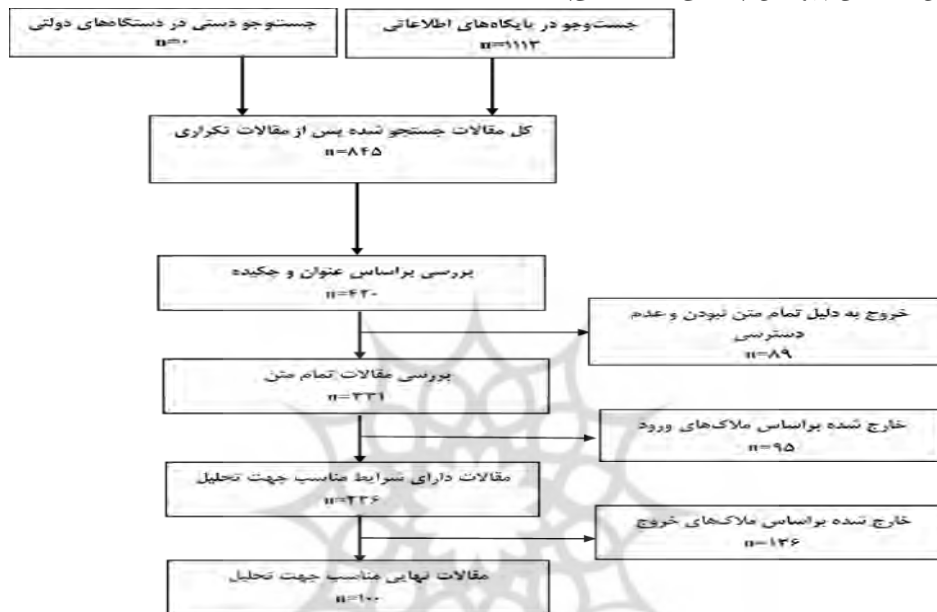 جست‌وجو در پایگاه‌های اطلاعاتی
n=۱۱۱۳
جست‌وجو دستی در دستگاه‌های دولتی
n=۰
کل مقالات جستجو شده پس از مقالات تکراری
n=۸۴۵
بررسی براساس عنوان و چکیده
n=۴۲۰
خروج به دلیل تمام متن نبودن و عدم
دسترسی
n=۸۹
بررسی مقالات تمام متن
n=۳۳۱
خارج شده براساس ملاک‌های ورود
n=۹۵
مقالات دارای شرایط مناسب جهت تحلیل
n=۲۳۶
خارج شده براساس ملاک‌های خروج
n=۱۳۶
مقالات نهایی مناسب جهت تحلیل
n=۱۰۰